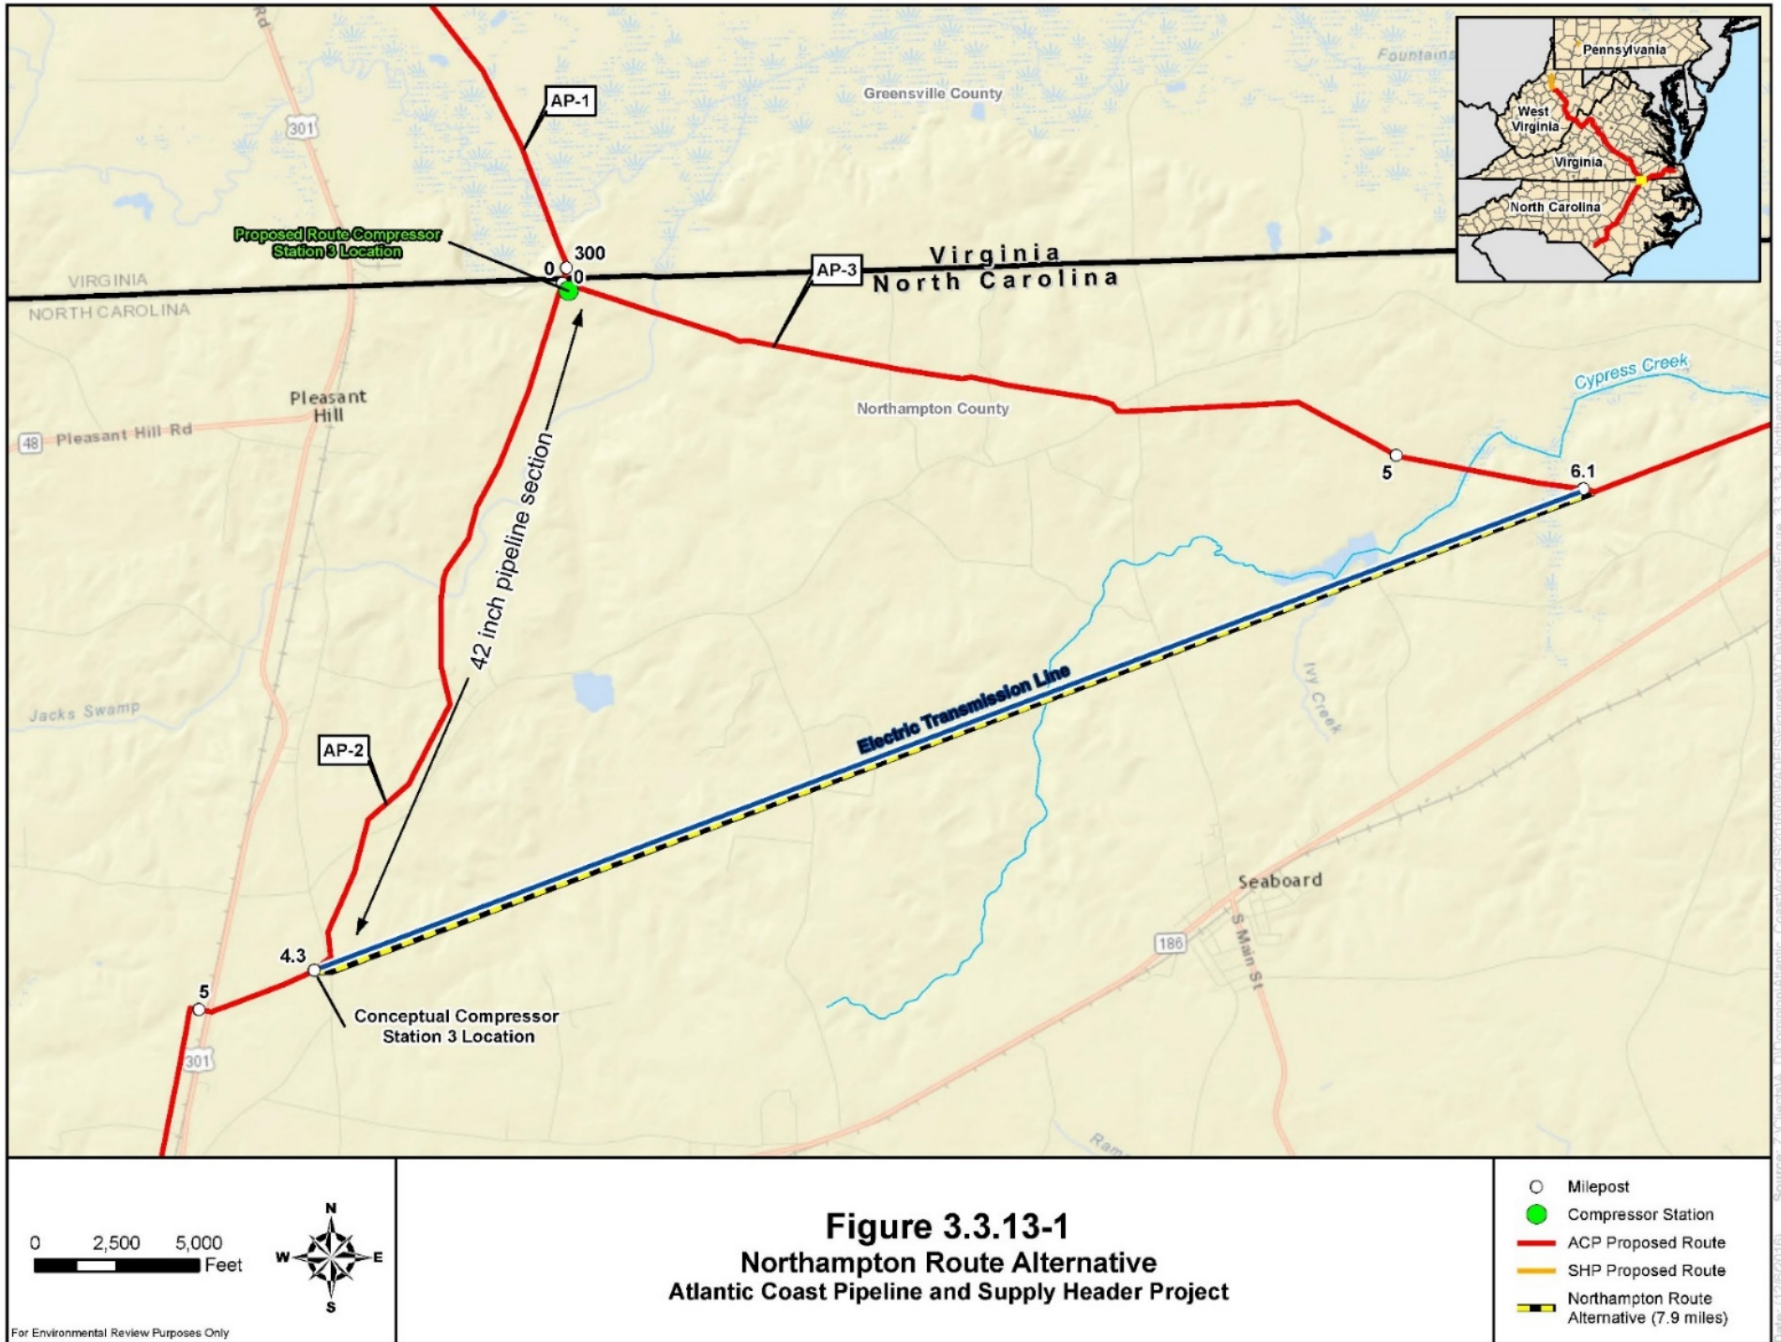 Rd
301
AP-1
Greensville County
Fountains
Pennsylvania
West
Virginia
Virginia
North Carolina
Proposed Route Compressor
Station 3 Location
0
300
0
VIRGINIA
NORTH CAROLINA
AP-3
Virginia
North Carolina
Pleasant
Hill
48
Pleasant Hill Rd
Northampton County
Cypress Creek
5
6.1
42 inch pipeline section
Jacks Swamp
Ivy Creek
Electric Transmission Line
AP-2
Seaboard
S Main St
186
4.3
5
Conceptual Compressor
Station 3 Location
301
Ram
0 2,500 5,000
Feet
N
W E
S
For Environmental Review Purposes Only
Figure 3.3.13-1
Northampton Route Alternative
Atlantic Coast Pipeline and Supply Header Project
Milepost
Compressor Station
ACP Proposed Route
SHP Proposed Route
Northampton Route
Alternative (7.9 miles)